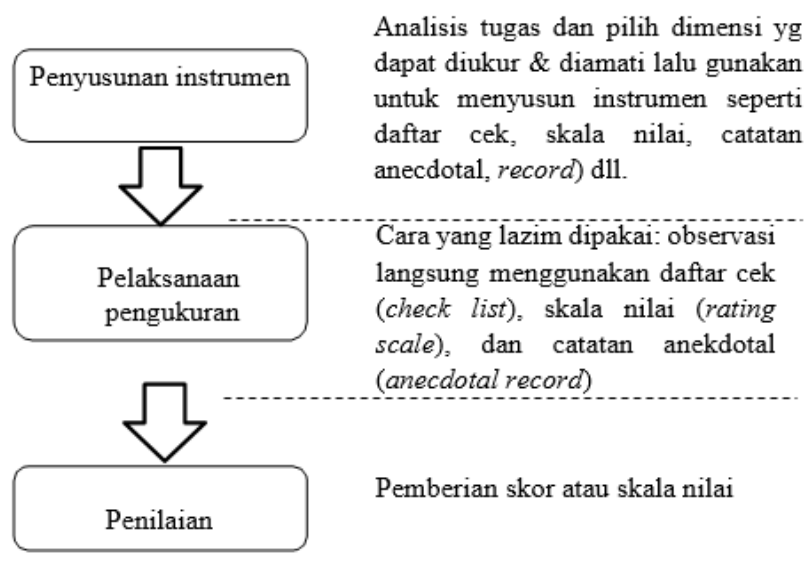 Penyusunan instrumen
Analisis tugas dan pilih dimensi yg
dapat diukur & diamati lalu gunakan
untuk menyusun instrumen seperti
daftar cek, skala nilai, catatan
anecdotal, record) dll.
Pelaksanaan
pengukuran
Cara yang lazim dipakai: observasi
langsung menggunakan daftar cek
(check list), skala nilai (rating
scale), dan catatan anekdotal
(anecdotal record)
Penilaian
Pemberian skor atau skala nilai